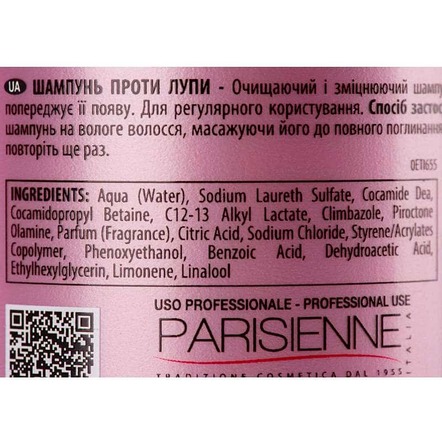 UA ШАМПУНЬ ПРОТИ ЛУПИ - Очищаючий і зміцнюючий
попереджує її появу. Для регулярного користування. Спосіб
шампунь на вологе волосся, масажуючи його до повного
повторіть ще раз.
0ETI655
INGREDIENTS: Aqua (Water), Sodium Laureth Sulfate, Cocamide Dea,
Cocamidopropyl Betaine, C12-13 Alkyl Lactate, Climbazole, Piroctone
Olamine, Parfum (Fragrance), Citric Acid, Sodium Chloride, Styrene/Acrylates
Copolymer, Phenoxyethanol, Benzoic Acid, Dehydroacetic Acid,
Ethylhexylglycerin, Limonene, Linalool
USO PROFESSIONALE - PROFESSIONAL USE
PARISIENNE
ITALIA
TRADIZIONE COSMETICA DAL 1955